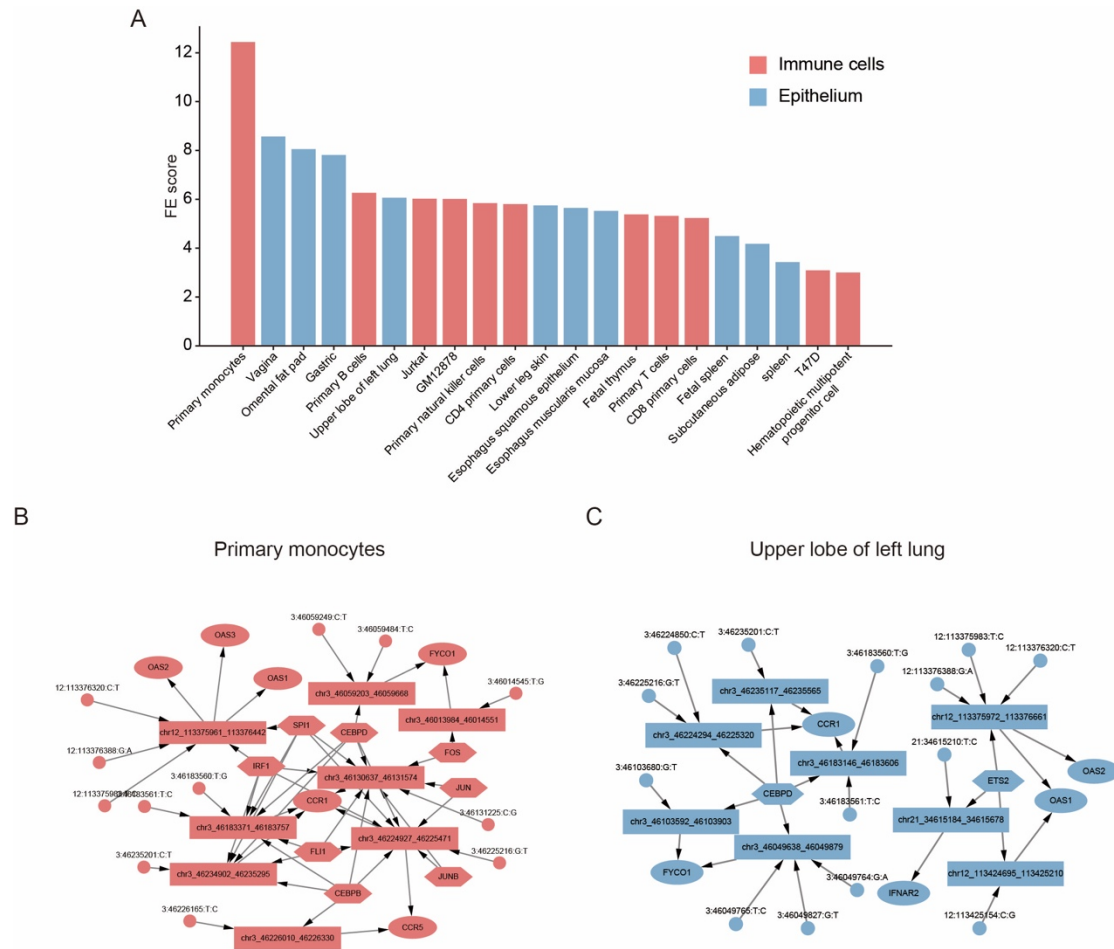 A
FE score
12
10
8
6
4
2
0
Immune cells
Epithelium
Primary monocytes
Vagina
Omental fat pad
Gastric
Primary B cells
Upper lobe of left lung
Jurkat
GM12878
Primary natural killer cells
CD4 primary cells
Lower leg skin
Esophagus squamous epithelium
Esophagus muscularis mucosa
Fetal thymus
Primary T cells
CD8 primary cells
Fetal spleen
Subcutaneous adipose
spleen
T47D
Hematopoietic multipotent
progenitor cell
B
Primary monocytes
3:46059249:C:T
3:46059484:T:C
OAS3
OAS2
FYCO1
OAS1
chr3_46059203_46059668
3:46014545:T:G
12:113376320:C:T
chr3_46013984_46014551
SPI1
CEBPD
chr12_113375961_113376442
FOS
12:113376388:G:A
IRF1
chr3_46130637_46131574
3:46183560:T:G
JUN
CCR1
12:113375983:T:C
3:46183561:T:C
3:46131225:C:G
chr3_46183371_46183757
chr3_46224927_46225471
3:46225216:G:T
3:46235201:C:T
FLI1
chr3_46234902_46235295
JUNB
CEBPB
3:46226165:T:C
CCR5
chr3_46226010_46226330
C
Upper lobe of left lung
3:46224850:C:T
3:46235201:C:T
3:46183560:T:G
12:113375983:T:C
12:113376320:C:T
12:113376388:G:A
3:46225216:G:T
chr3_46235117_46235565
CCR1
chr12_113375972_113376661
chr3_46224294_46225320
21:34615210:T:C
chr3_46183146_46183606
OAS2
3:46103680:G:T
ETS2
CEBPD
OAS1
3:46183561:T:C
chr3_46103592_46103903
chr21_34615184_34615678
chr3_46049638_46049879
FYCO1
chr12_113424695_113425210
3:46049764:G:A
IFNAR2
3:46049765:T:C
3:46049827:G:T
12:113425154:C:G